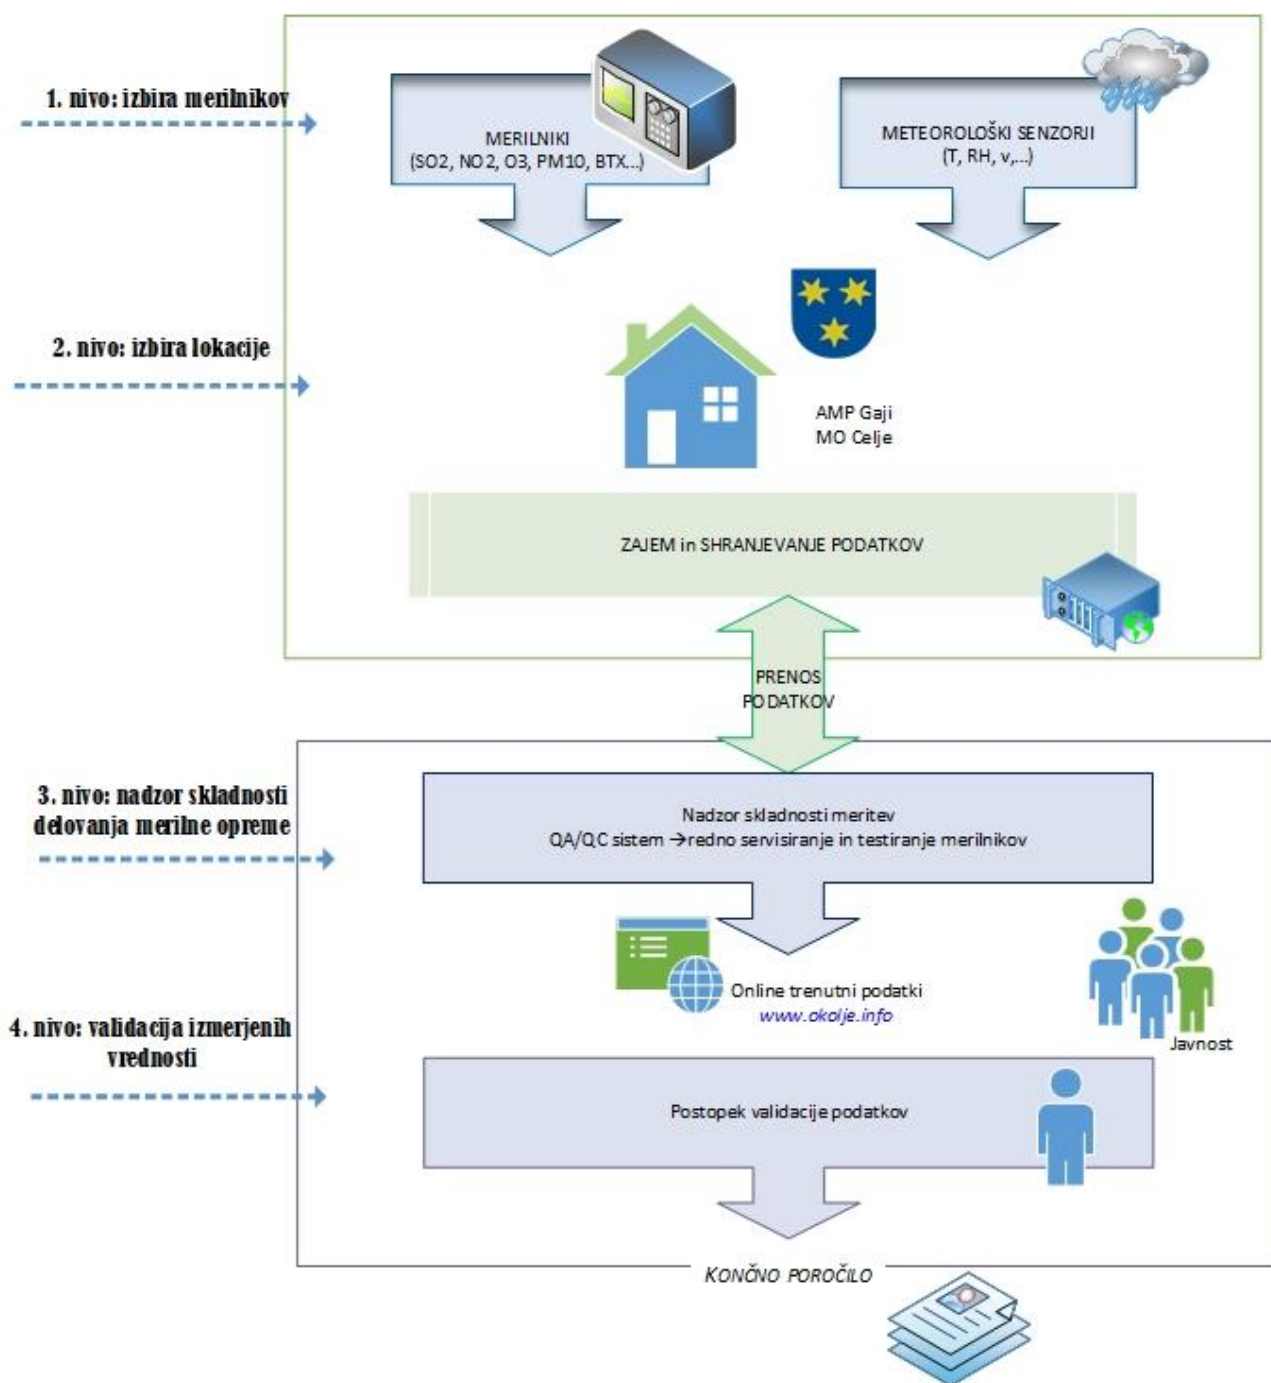 1. nivo: izbira merilnikov
MERILNIKI
(SO2, NO2, O3, PM10, BTX...)
METEOROLOŠKI SENZORJI
(T, RH, v,...)
2. nivo: izbira lokacije
AMP Gaji
MO Celje
ZAJEM in SHRANJEVANJE PODATKOV
PRENOS
PODATKOV
3. nivo: nadzor skladnosti
delovanja merilne opreme
Nadzor skladnosti meritev
QA/QC sistem →redno servisiranje in testiranje merilnikov
Online trenutni podatki
www.okolje.info
Javnost
4. nivo: validacija izmerjenih
vrednosti
Postopek validacije podatkov
KONČNO POROČILO